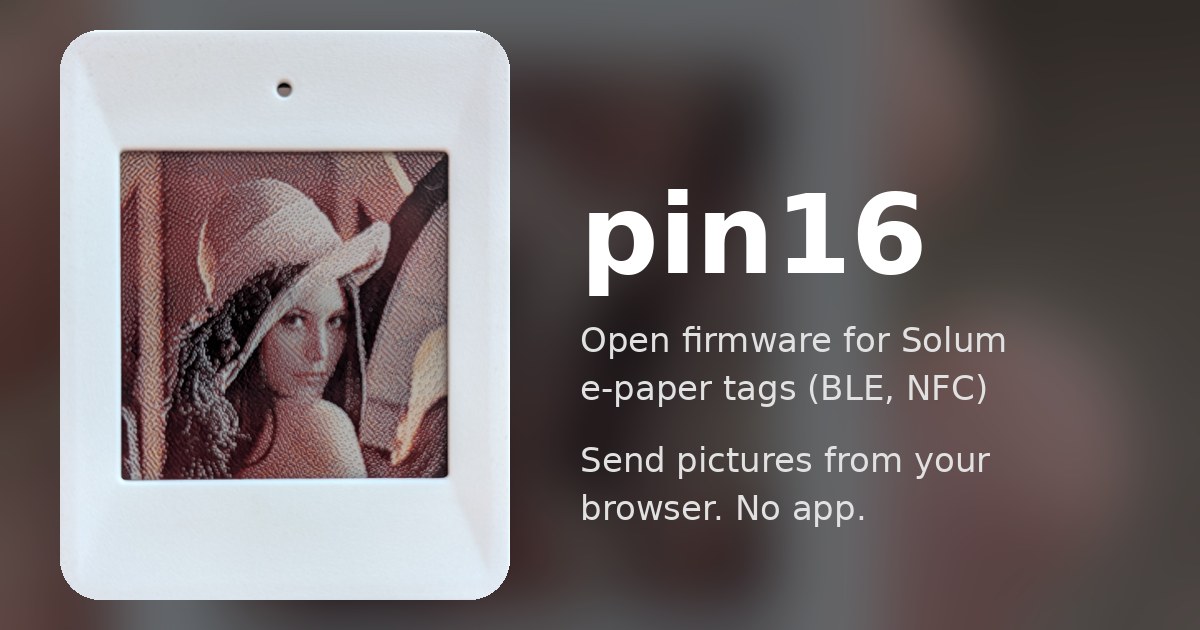 pin16
Open firmware for Solum
e-paper tags (BLE, NFC)
Send pictures from your
browser. No app.